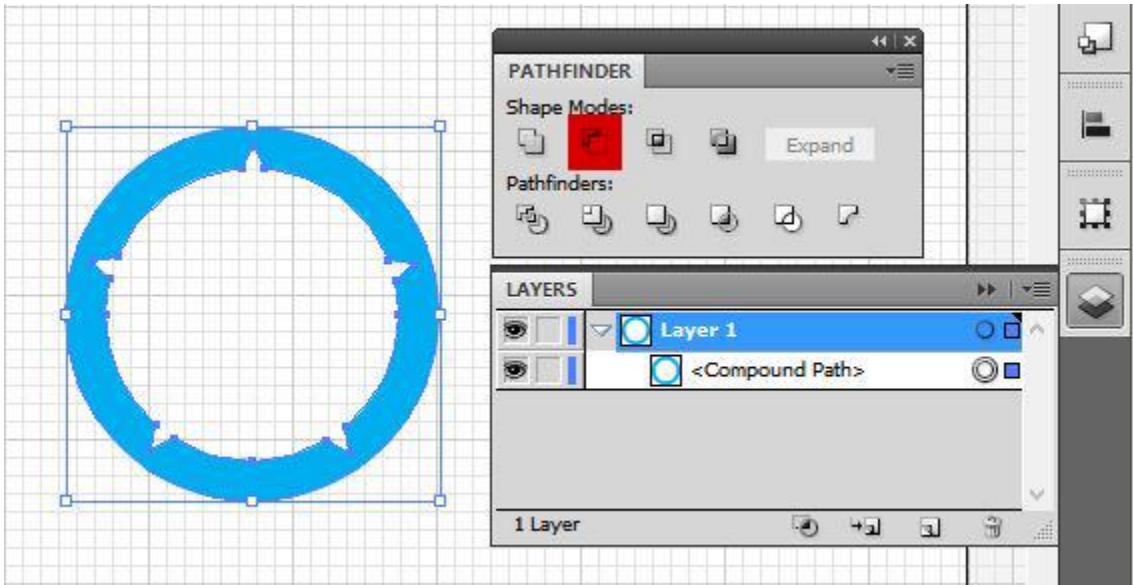 PATHFINDER
Shape Modes:
Expand
Pathfinders:
LAYERS
Layer 1
<Compound Path>
1 Layer